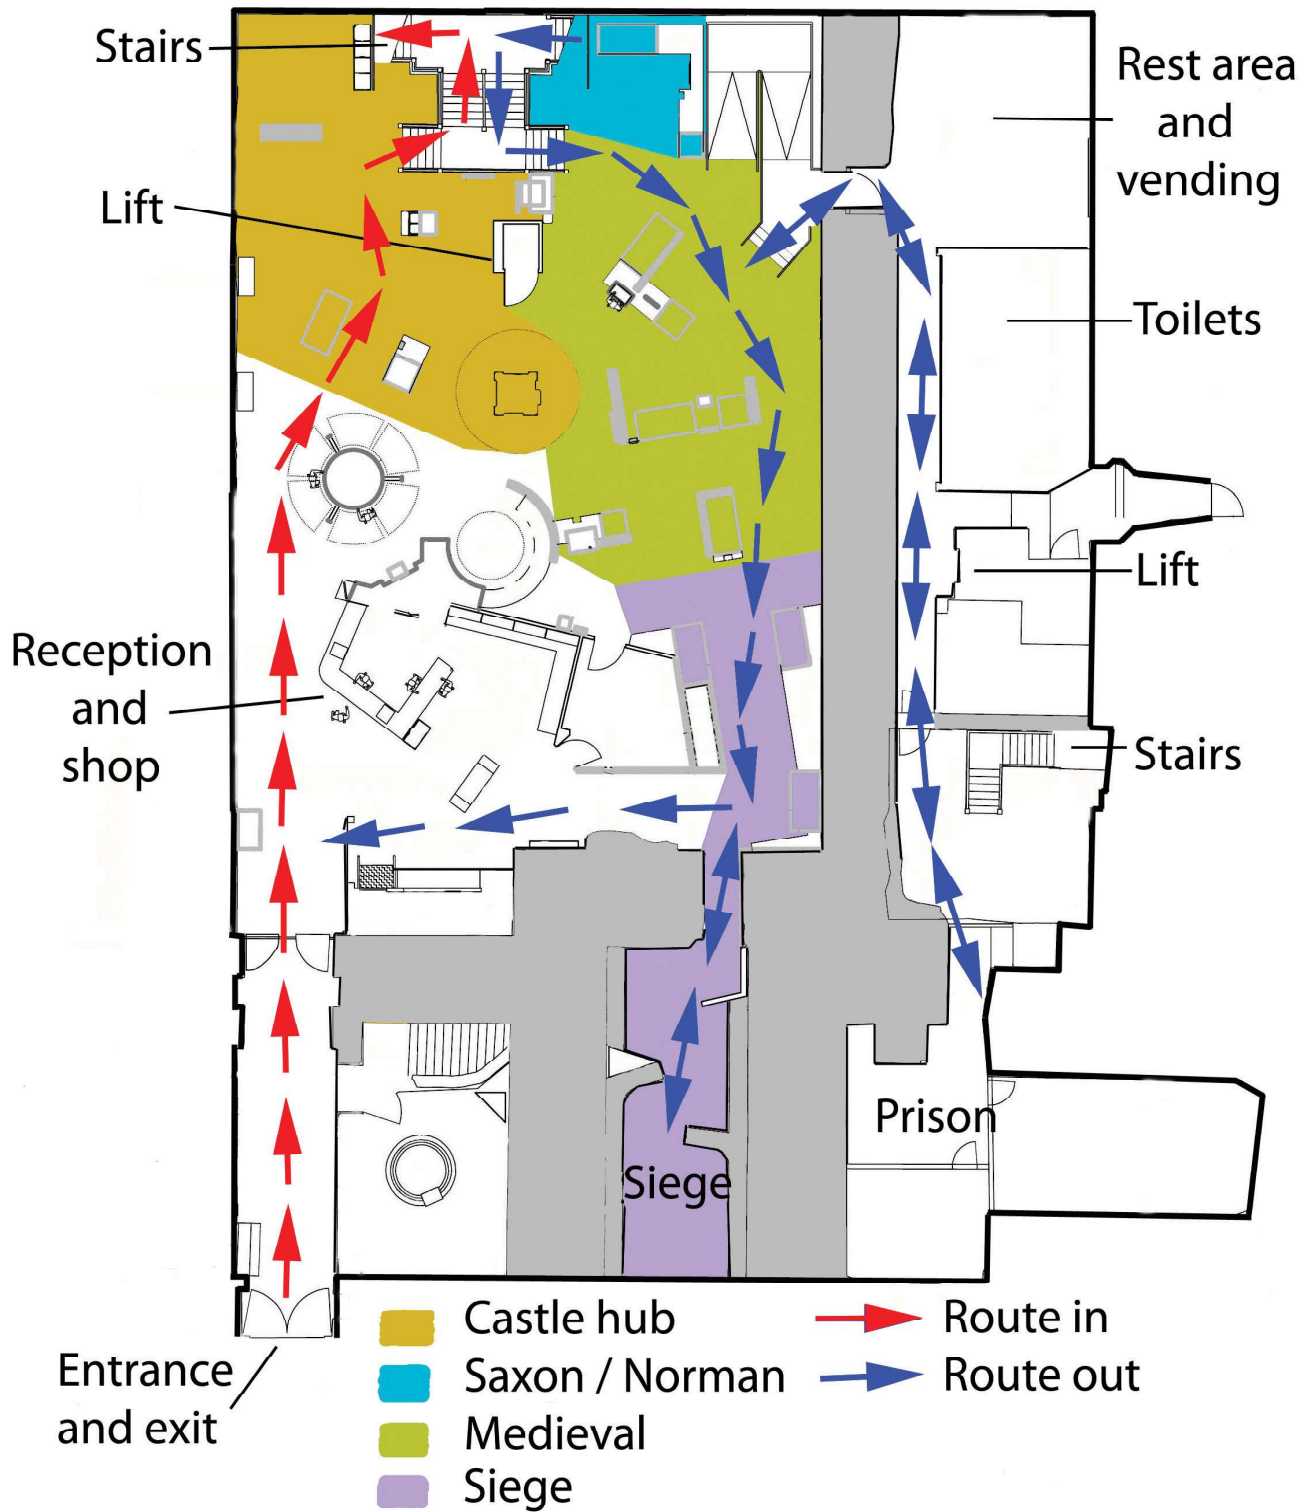 Stairs
Rest area
and
vending
Lift
Toilets
Lift
Reception
and
shop
Stairs
Prison
Siege
Entrance
and exit
Castle hub
Saxon / Norman
Medieval
Siege
Route in
Route out